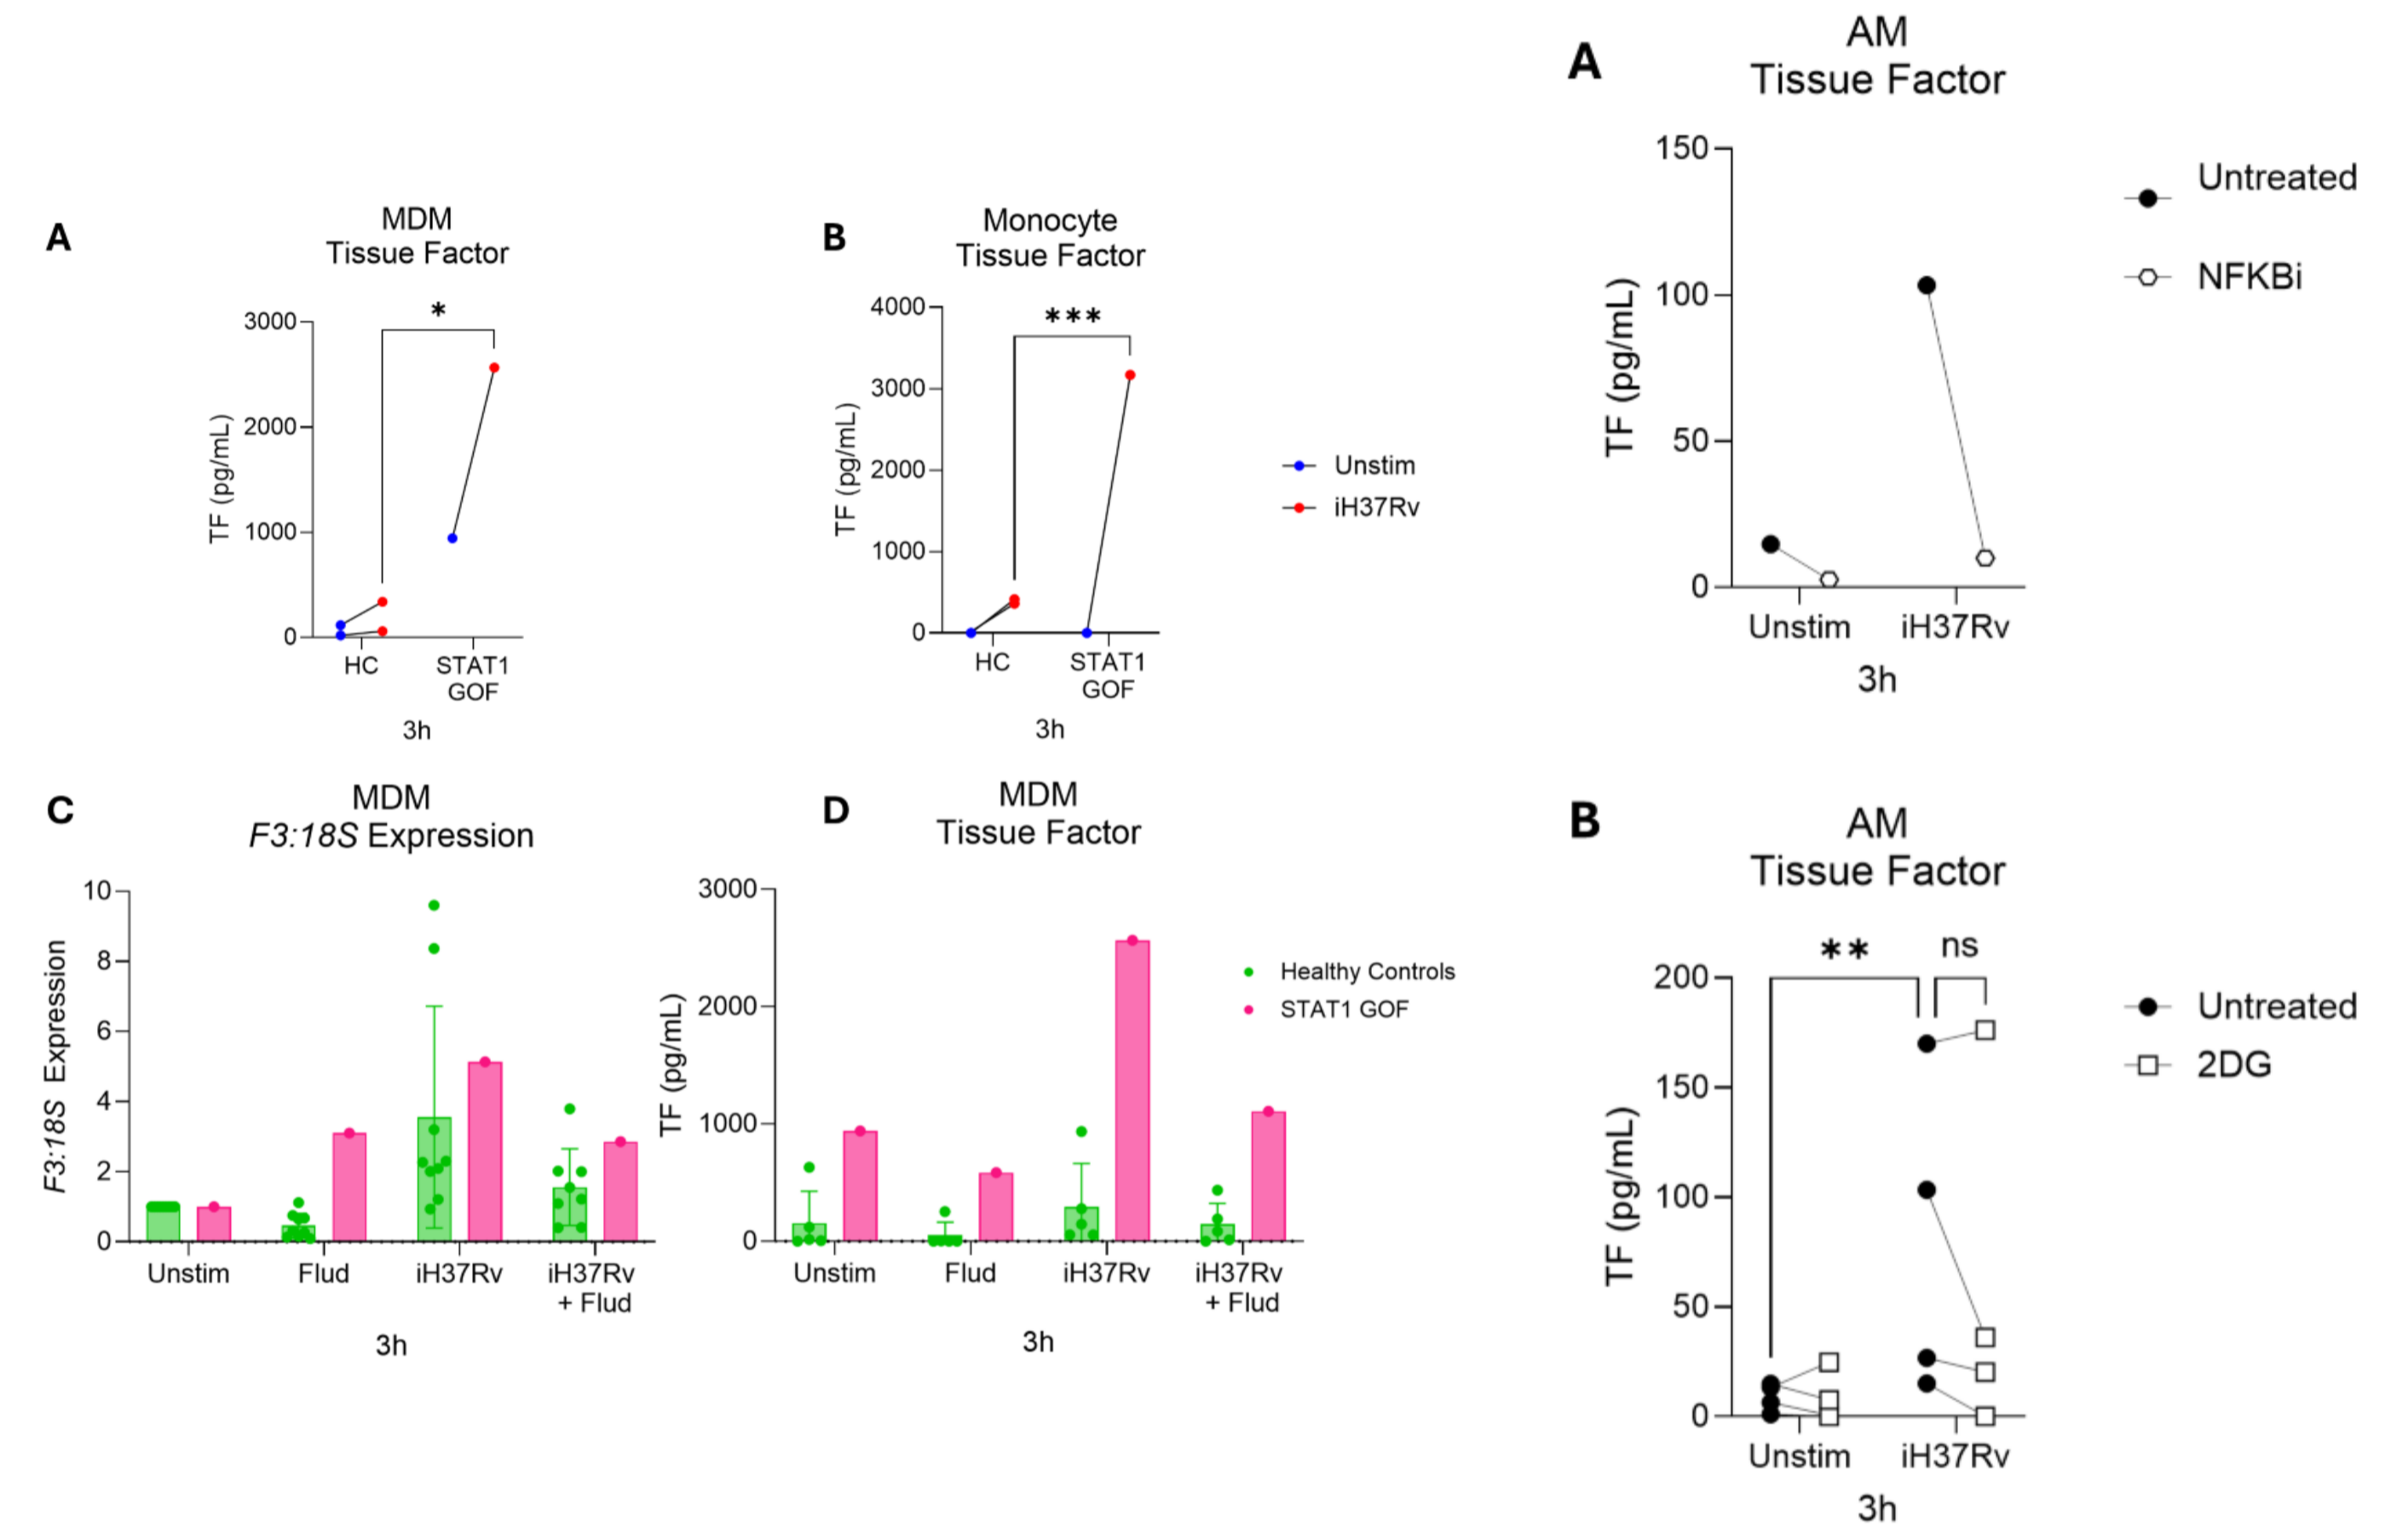 A
MDM
Tissue Factor
*
3000
2000
1000
0
TF (pg/mL)
HC
STAT1
GOF
3h
B
Monocyte
Tissue Factor
***
4000
3000
2000
1000
0
TF (pg/mL)
HC
STAT1
GOF
3h
Unstim
iH37Rv
C
MDM
F3:18S Expression
10
8
6
4
2
0
F3:18S Expression
Unstim
Flud
iH37Rv
iH37Rv
+ Flud
3h
D
MDM
Tissue Factor
3000
2000
1000
0
TF (pg/mL)
Unstim
Flud
iH37Rv
iH37Rv
+ Flud
3h
Healthy Controls
STAT1 GOF
A
AM
Tissue Factor
150
100
50
0
TF (pg/mL)
Unstim
iH37Rv
3h
Untreated
NFKBi
B
AM
Tissue Factor
**
ns
200
150
100
50
0
TF (pg/mL)
Unstim
iH37Rv
3h
Untreated
2DG